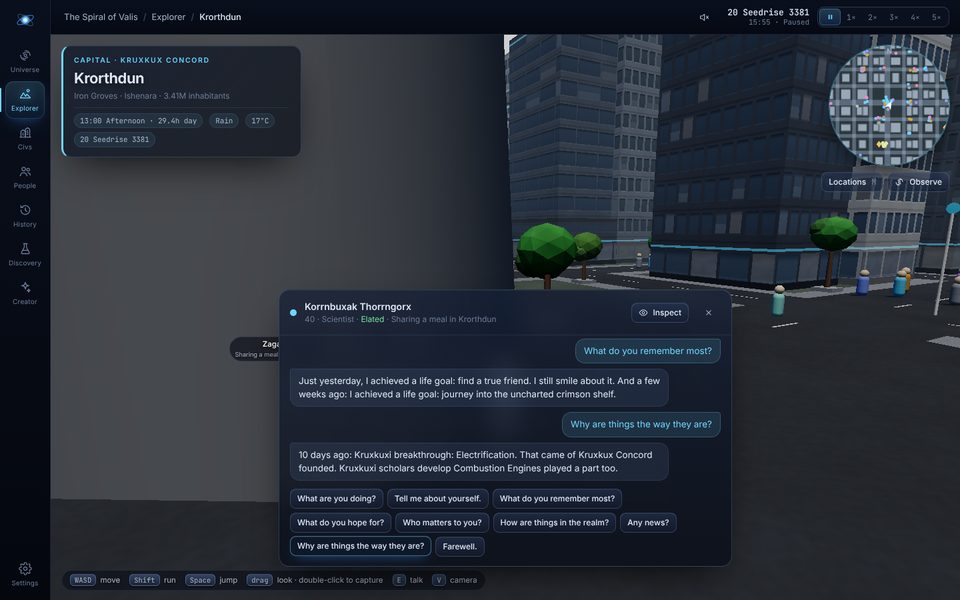 The Spiral of Valis / Explorer / Krorthdun
20 Seedrise 3381
15:55 · Paused
1× 2× 3× 4× 5×
Universe
Explorer
Civs
People
History
Discovery
Creator
Settings
CAPITAL · KRUXKUX CONCORD
Krorthdun
Iron Groves · Ishenara · 3.41M inhabitants
13:00 Afternoon · 29.4h day
Rain
17°C
20 Seedrise 3381
Locations M
Observe
Zaga
Sharing a meal
Korrnbuxak Thorrngorx
40 · Scientist · Elated · Sharing a meal in Krorthdun
Inspect
×
What do you remember most?
Just yesterday, I achieved a life goal: find a true friend. I still smile about it. And a few
weeks ago: I achieved a life goal: journey into the uncharted crimson shelf.
Why are things the way they are?
10 days ago: Kruxkuxi breakthrough: Electrification. That came of Kruxkux Concord
founded. Kruxkuxi scholars develop Combustion Engines played a part too.
What are you doing? Tell me about yourself. What do you remember most?
What do you hope for? Who matters to you? How are things in the realm? Any news?
Why are things the way they are? Farewell.
WASD move Shift run Space jump drag look · double-click to capture E talk V camera